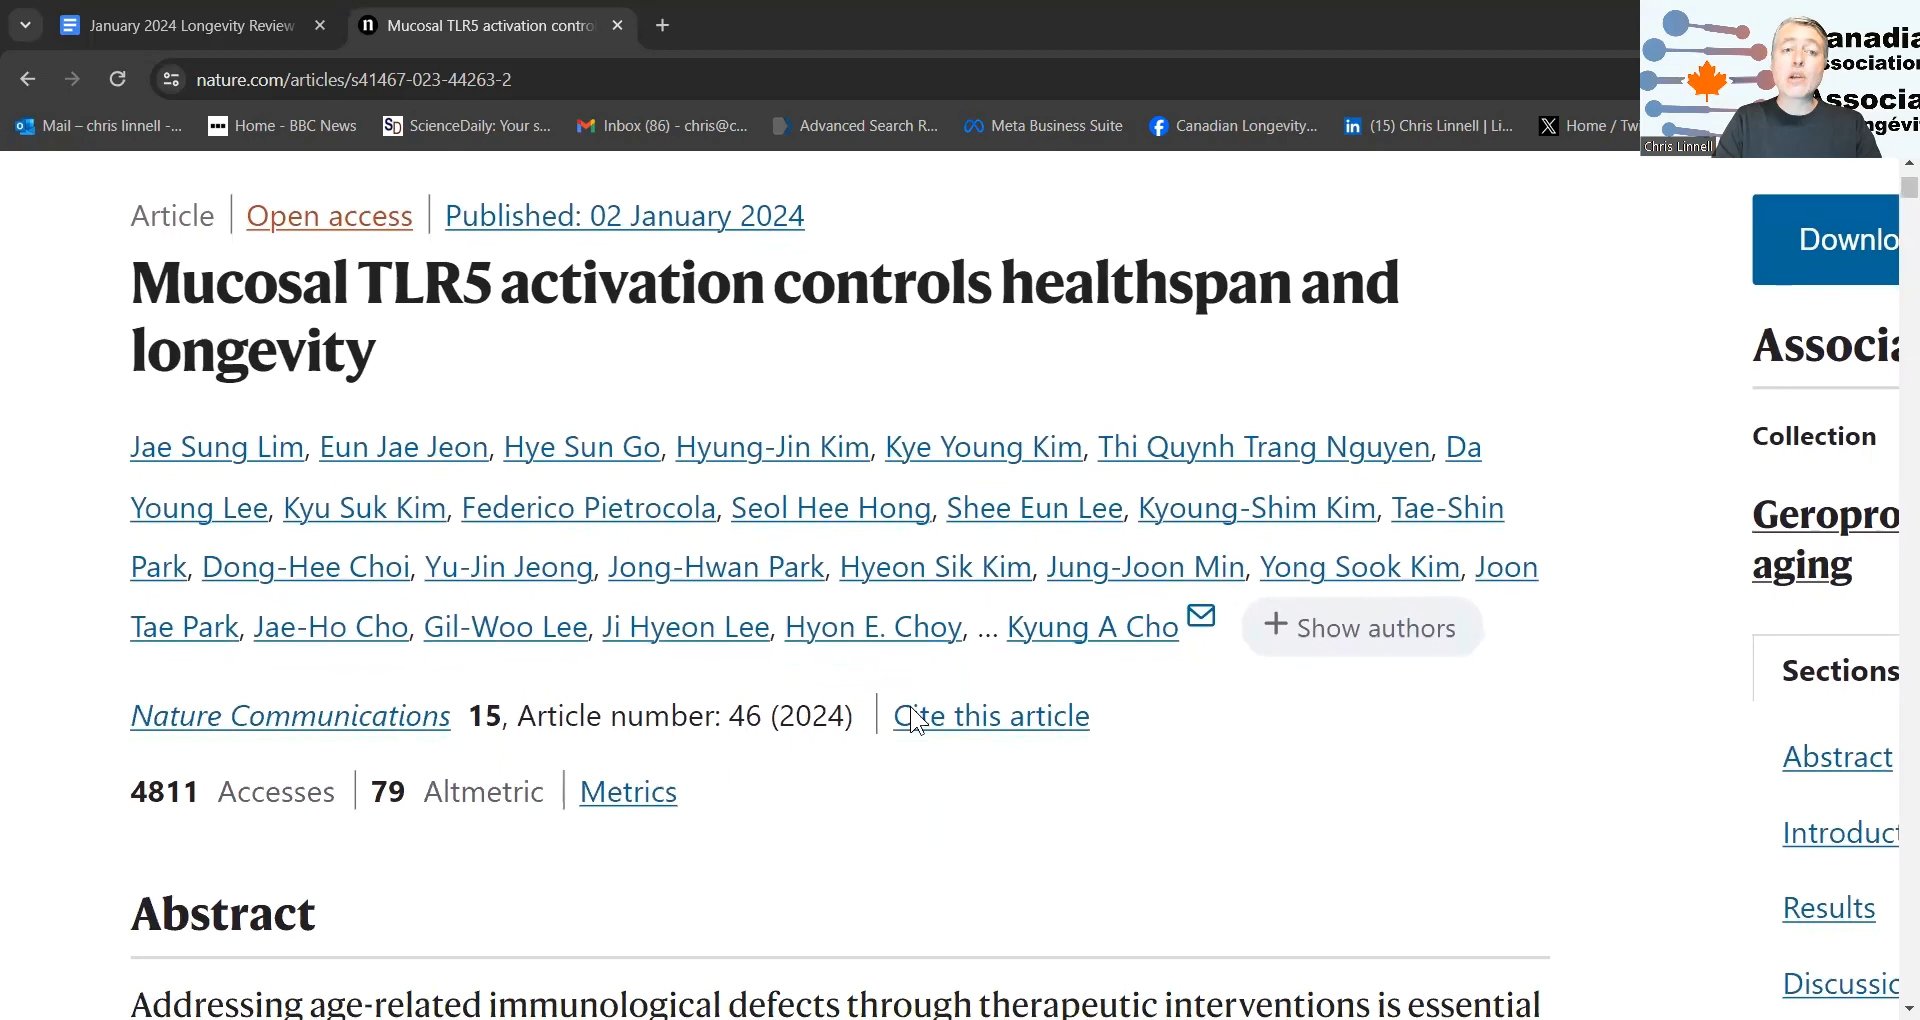 January 2024 Longevity Review
Mucosal TLR5 activation contro
nature.com/articles/s41467-023-44263-2
Mail – chris linnell -...
Home - BBC News
ScienceDaily: Your s...
Inbox (86) - chris@c...
Advanced Search R...
Meta Business Suite
Canadian Longevity...
(15) Chris Linnell | Li...
Home / Tw
anadia
ssociation
Associa
ngévi
Chris Linnell
Article
Open access
Published: 02 January 2024
Mucosal TLR5 activation controls healthspan and
longevity
Jae Sung Lim, Eun Jae Jeon, Hye Sun Go, Hyung-Jin Kim, Kye Young Kim, Thi Quynh Trang Nguyen, Da
Young Lee, Kyu Suk Kim, Federico Pietrocola, Seol Hee Hong, Shee Eun Lee, Kyoung-Shim Kim, Tae-Shin
Park, Dong-Hee Choi, Yu-Jin Jeong, Jong-Hwan Park, Hyeon Sik Kim, Jung-Joon Min, Yong Sook Kim, Joon
Tae Park, Jae-Ho Cho, Gil-Woo Lee, Ji Hyeon Lee, Hyon E. Choy, ... Kyung A Cho
+ Show authors
Nature Communications 15, Article number: 46 (2024)
Cite this article
4811 Accesses
79 Altmetric
Metrics
Abstract
Addressing age-related immunological defects through therapeutic interventions is essential
Downlo
Associa
Collection
Geropro
aging
Sections
Abstract
Introduct
Results
Discussic